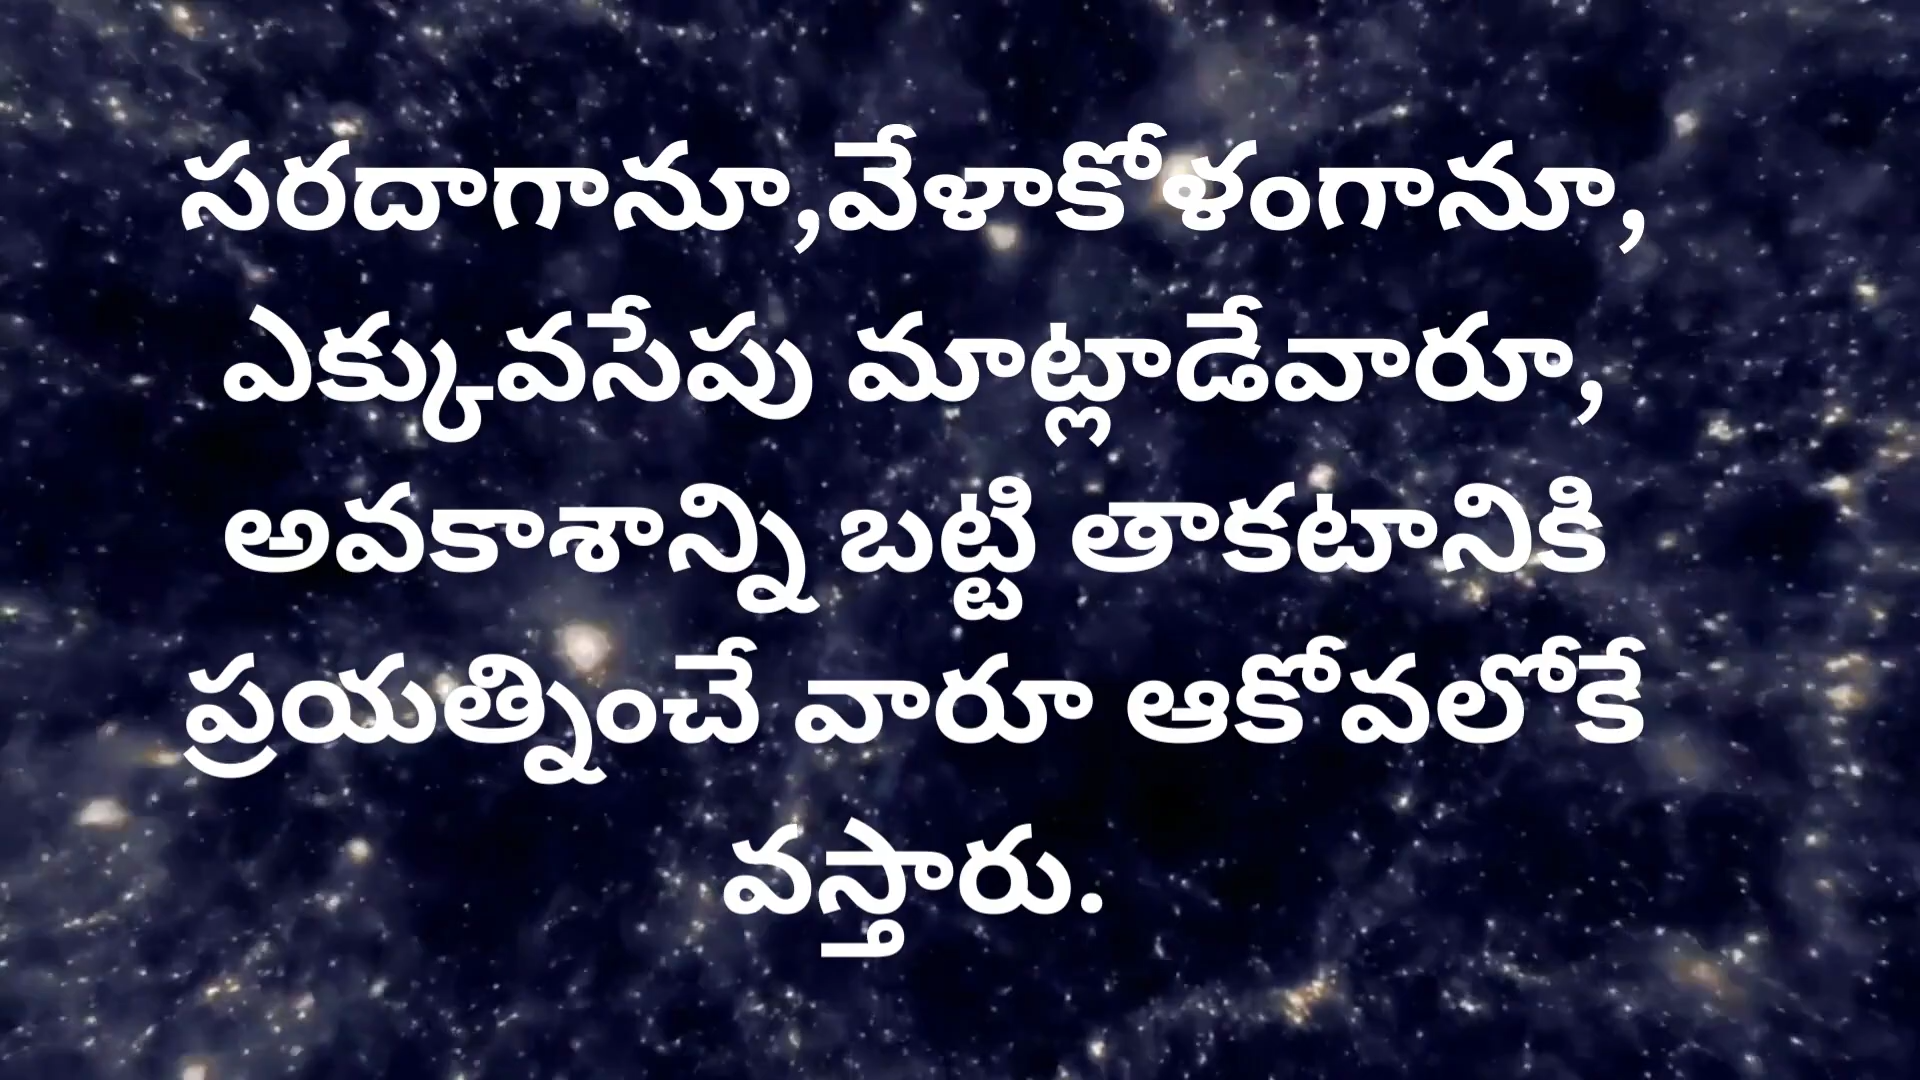 సరదాగానూ,వేళాకోళంగానూ,
ఎక్కువసేపు మాట్లాడేవారూ,
అవకాశాన్ని బట్టి తాకటానికి
ప్రయత్నించే వారూ ఆకోవలోకే
వస్తారు.